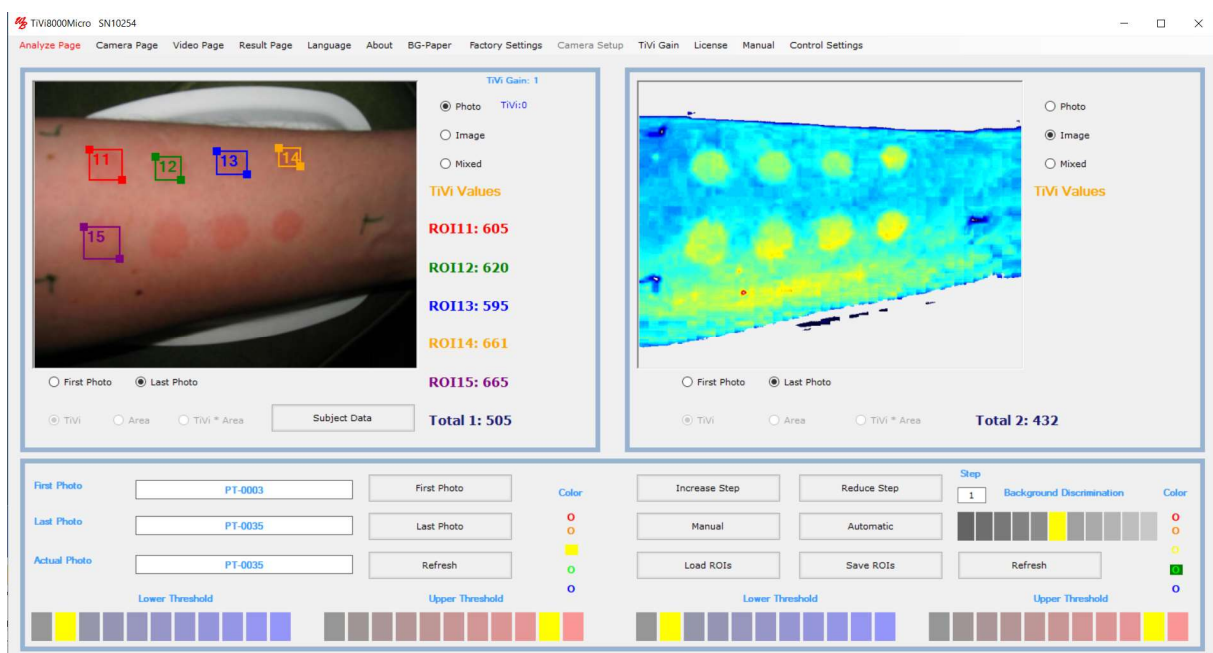 TiVi8000Micro SN10254
Analyze Page Camera Page Video Page Result Page Language About BG-Paper Factory Settings Camera Setup TiVi Gain License Manual Control Settings
TiVi Gain: 1
Photo TiVi:0
Image
Mixed
TiVi Values
11
12
13
14
15
ROI11: 605
ROI12: 620
ROI13: 595
ROI14: 661
ROI15: 665
First Photo Last Photo
TiVi Area TiVi * Area Subject Data Total 1: 505
Photo
Image
Mixed
TiVi Values
First Photo Last Photo
TiVi Area TiVi * Area Total 2: 432
First Photo PT-0003 First Photo Color
Last Photo PT-0035 Last Photo
Actual Photo PT-0035 Refresh
Lower Threshold Upper Threshold
Increase Step Reduce Step Step 1 Background Discrimination Color
Manual Automatic
Load ROIs Save ROIs Refresh
Lower Threshold Upper Threshold